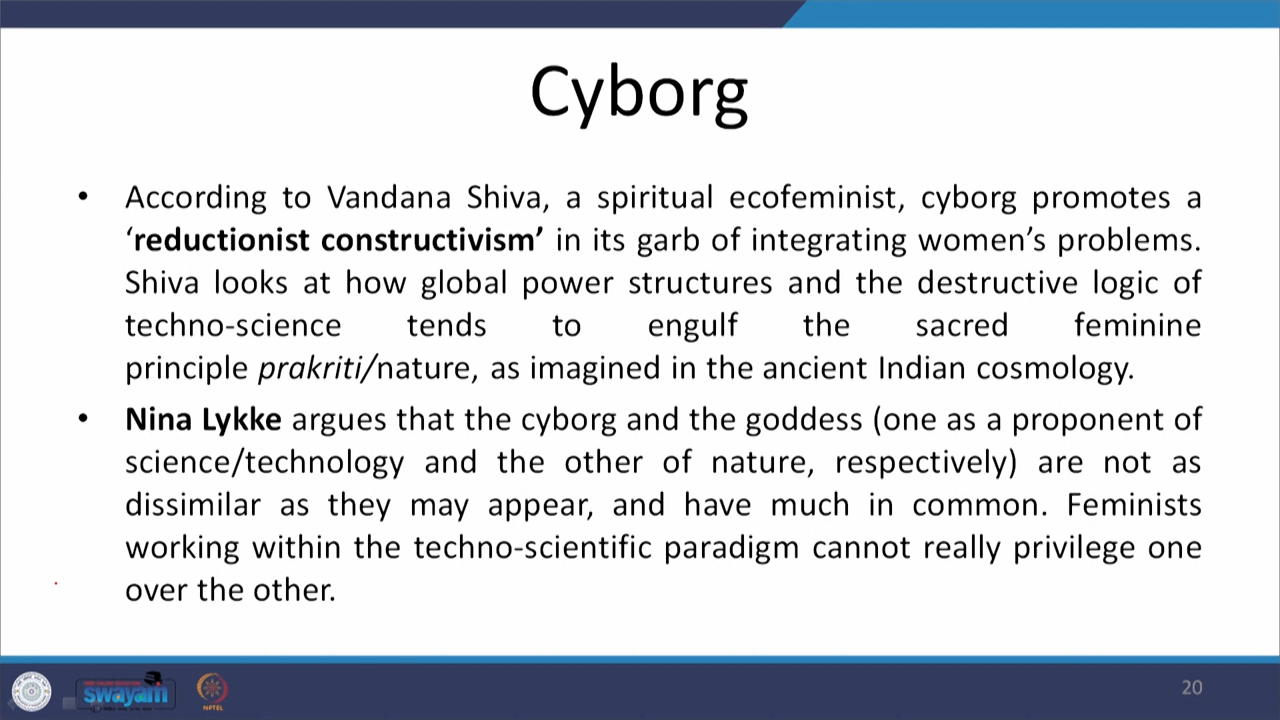 Cyborg
• According to Vandana Shiva, a spiritual ecofeminist, cyborg promotes a
‘reductionist constructivism’ in its garb of integrating women’s problems.
Shiva looks at how global power structures and the destructive logic of
techno-science tends to engulf the sacred feminine
principle prakriti/nature, as imagined in the ancient Indian cosmology.
• Nina Lykke argues that the cyborg and the goddess (one as a proponent of
science/technology and the other of nature, respectively) are not as
dissimilar as they may appear, and have much in common. Feminists
working within the techno-scientific paradigm cannot really privilege one
over the other.
swayam
NPTEL
20